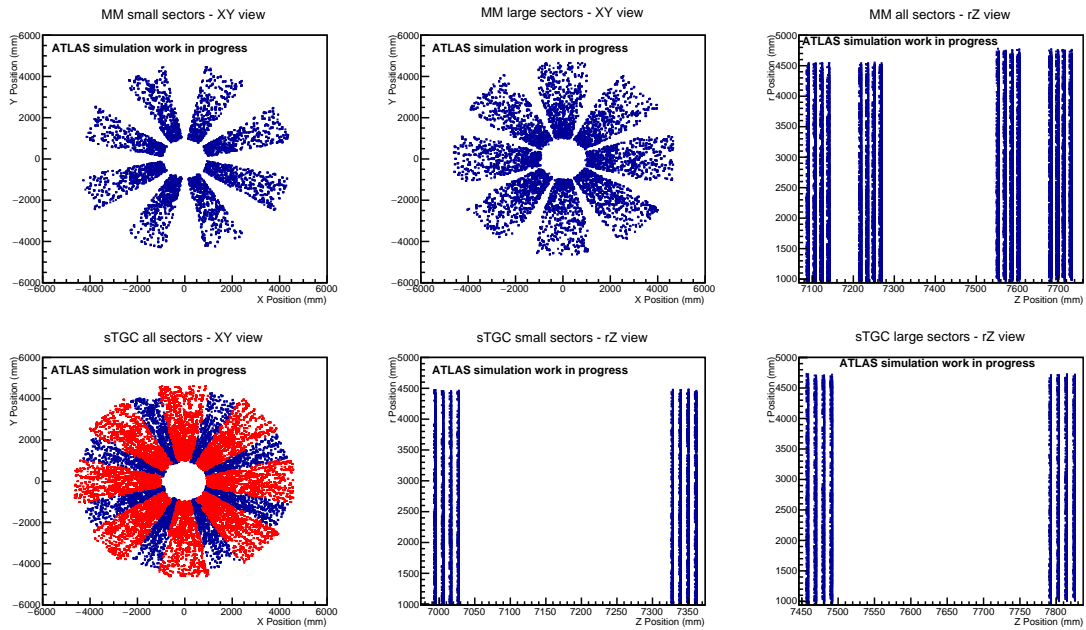 MM small sectors - XY view
Y Position (mm)
6000
4000
2000
0
−2000
−4000
−6000
ATLAS simulation work in progress
−6000 −4000 −2000 0 2000 4000 6000
X Position (mm)
MM large sectors - XY view
Y Position (mm)
6000
4000
2000
0
−2000
−4000
−6000
ATLAS simulation work in progress
−6000 −4000 −2000 0 2000 4000 6000
X Position (mm)
MM all sectors - rZ view
r Position (mm)
5000
4500
4000
3500
3000
2500
2000
1500
1000
ATLAS simulation work in progress
7100 7200 7300 7400 7500 7600 7700
Z Position (mm)
sTGC all sectors - XY view
Y Position (mm)
6000
4000
2000
0
−2000
−4000
−6000
ATLAS simulation work in progress
−6000 −4000 −2000 0 2000 4000 6000
X Position (mm)
sTGC small sectors - rZ view
r Position (mm)
5000
4500
4000
3500
3000
2500
2000
1500
1000
ATLAS simulation work in progress
7000 7050 7100 7150 7200 7250 7300 7350
Z Position (mm)
sTGC large sectors - rZ view
r Position (mm)
5000
4500
4000
3500
3000
2500
2000
1500
1000
ATLAS simulation work in progress
7450 7500 7550 7600 7650 7700 7750 7800
Z Position (mm)